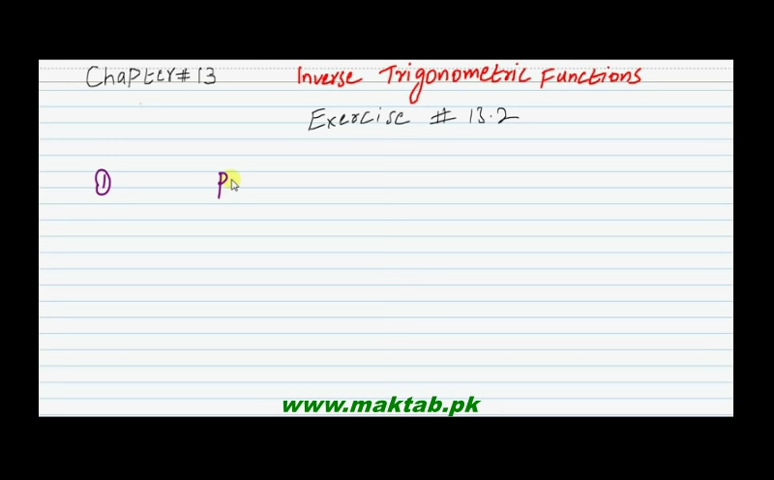 Chapter# 13 Inverse Trigonometric Functions
Exercise # 13.2
① P
www.maktab.pk